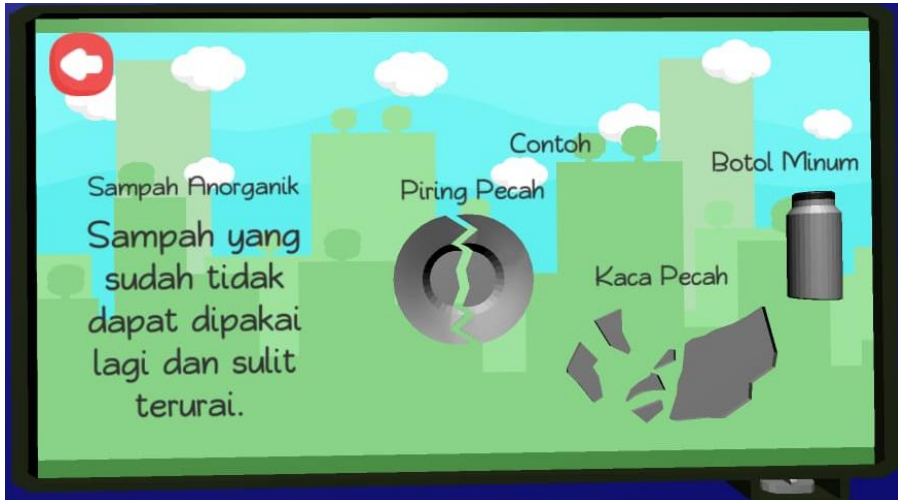 Sampah Anorganik
Sampah yang
sudah tidak
dapat dipakai
lagi dan sulit
terurai.
Contoh
Piring Pecah
Botol Minum
Kaca Pecah